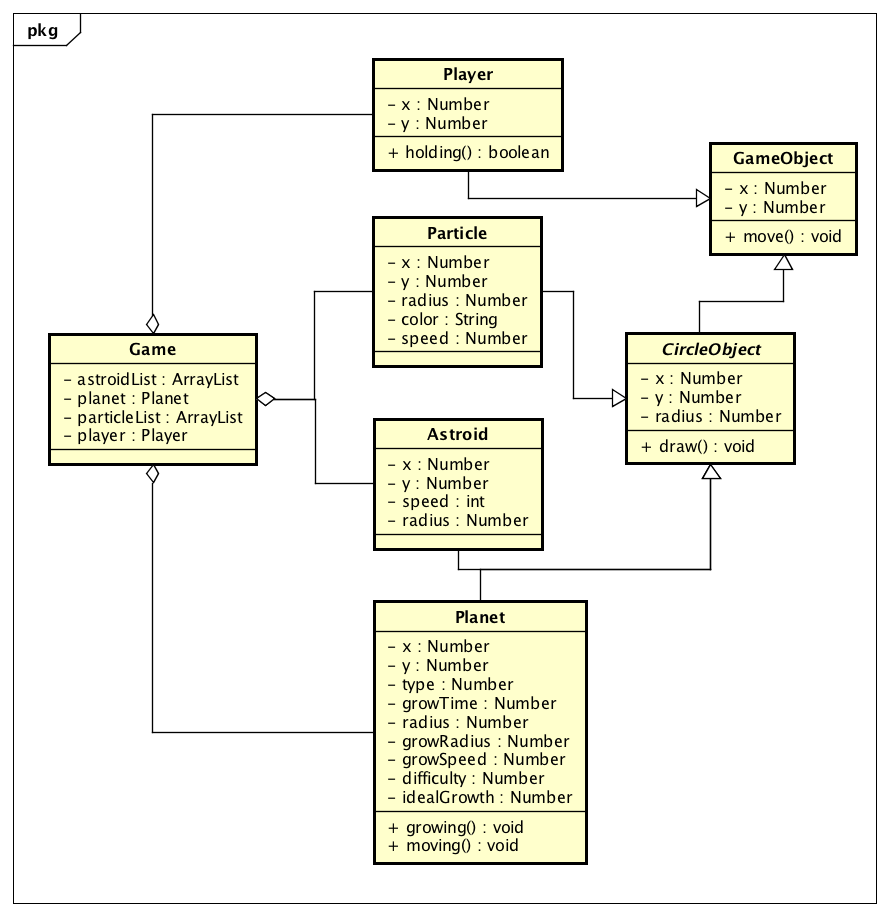 pkg
Player
- x : Number
- y : Number
+ holding() : boolean
GameObject
- x : Number
- y : Number
+ move() : void
Particle
- x : Number
- y : Number
- radius : Number
- color : String
- speed : Number
Game
- astroidList : ArrayList
- planet : Planet
- particleList : ArrayList
- player : Player
CircleObject
- x : Number
- y : Number
- radius : Number
+ draw() : void
Astroid
- x : Number
- y : Number
- speed : int
- radius : Number
Planet
- x : Number
- y : Number
- type : Number
- growTime : Number
- radius : Number
- growRadius : Number
- growSpeed : Number
- difficulty : Number
- idealGrowth : Number
+ growing() : void
+ moving() : void